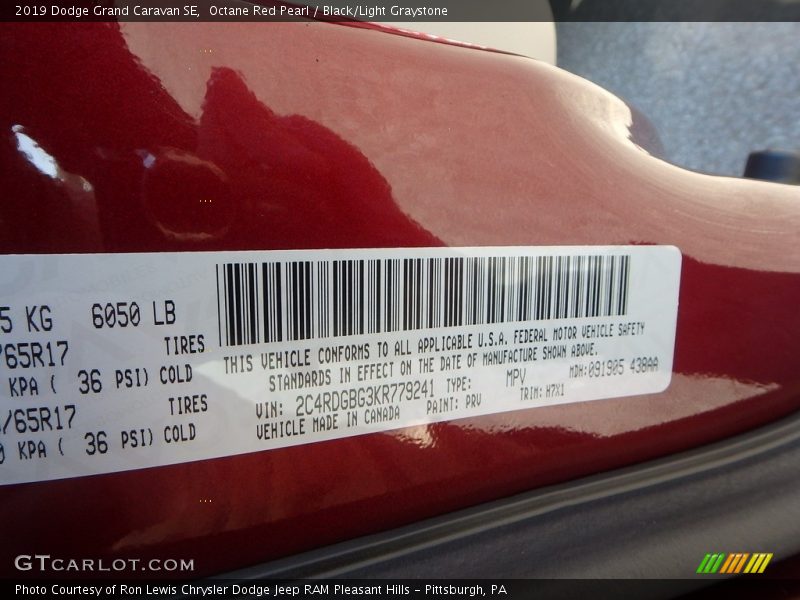 2019 Dodge Grand Caravan SE, Octane Red Pearl / Black/Light Graystone
5 KG 6050 LB
/65R17 TIRES
KPA ( 36 PSI) COLD
/65R17 TIRES
0 KPA ( 36 PSI) COLD
THIS VEHICLE CONFORMS TO ALL APPLICABLE U.S.A. FEDERAL MOTOR VEHICLE SAFETY
STANDARDS IN EFFECT ON THE DATE OF MANUFACTURE SHOWN ABOVE.
VIN: 2C4RDGBG3KR779241 TYPE: MPV MDH:091905 438AA
VEHICLE MADE IN CANADA PAINT: PRV TRIM: H7X1
GTCARLOT.COM
Photo Courtesy of Ron Lewis Chrysler Dodge Jeep RAM Pleasant Hills - Pittsburgh, PA